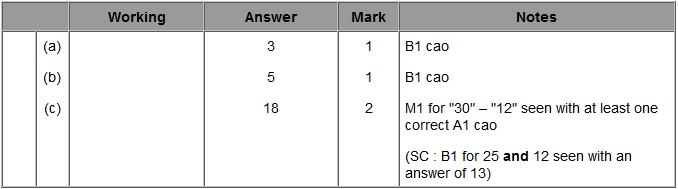 Working Answer Mark Notes
(a) 3 1 B1 cao
(b) 5 1 B1 cao
(c) 18 2 M1 for "30" – "12" seen with at least one
correct A1 cao
(SC : B1 for 25 and 12 seen with an
answer of 13)